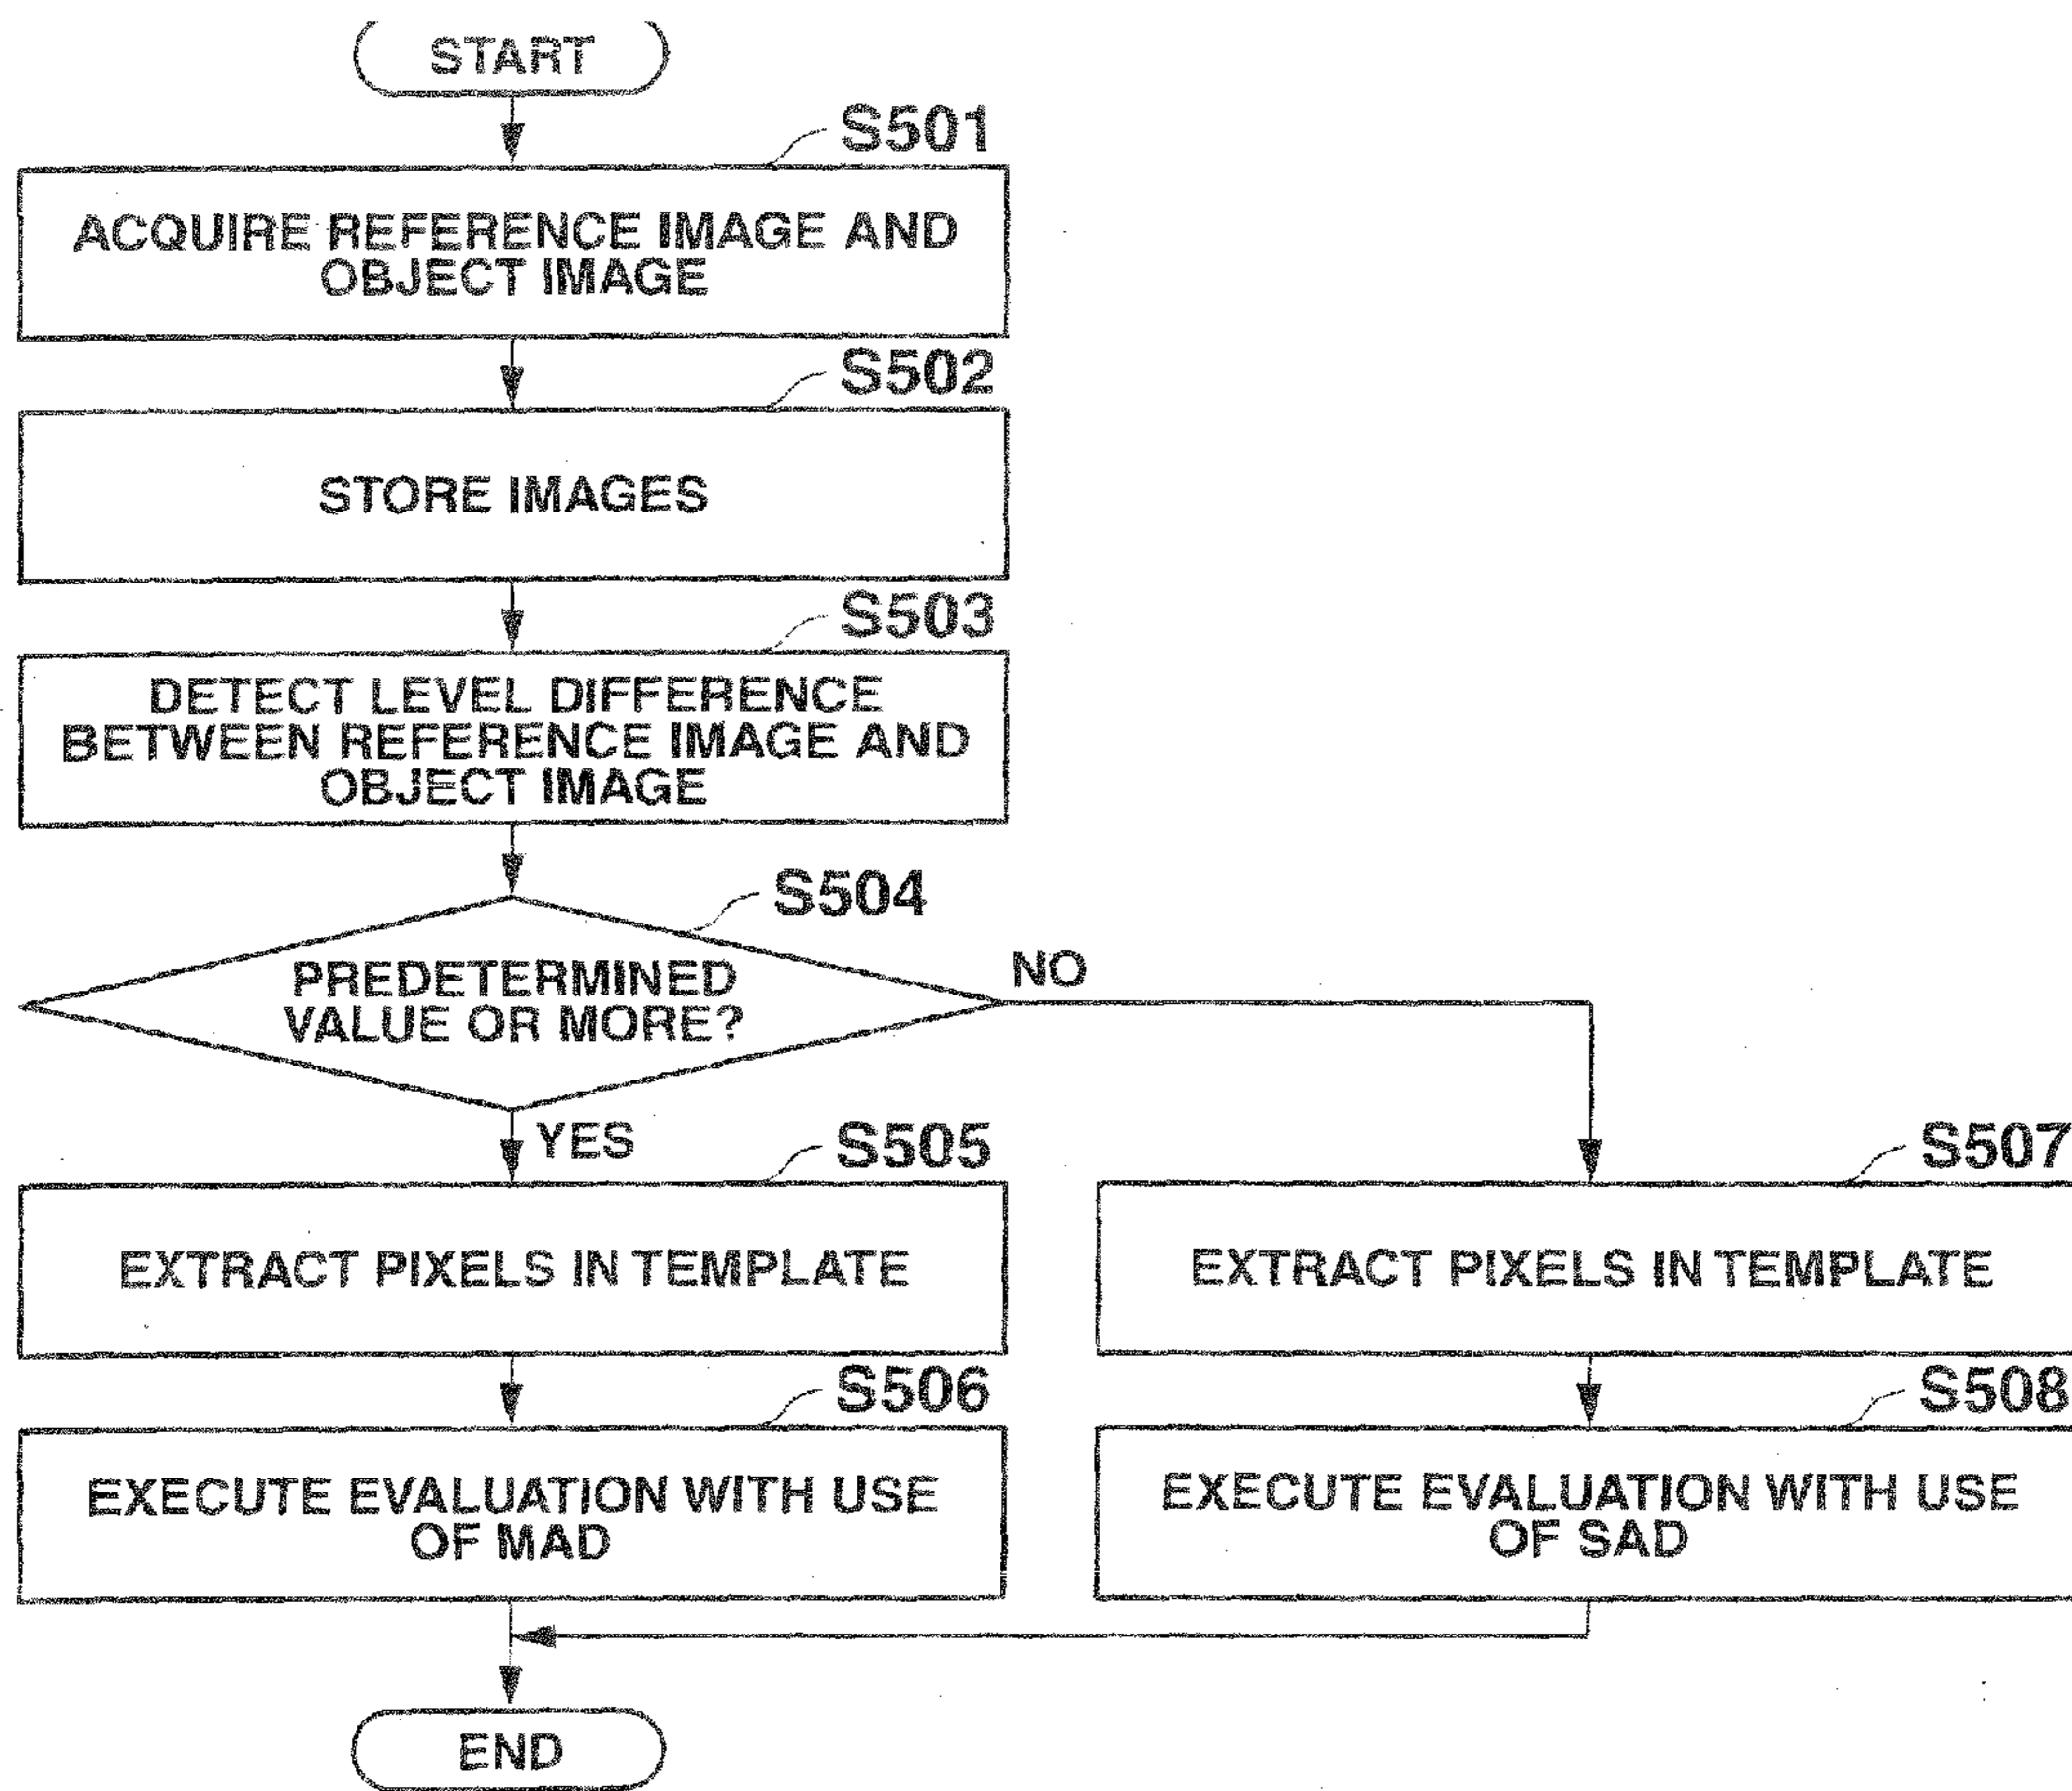 START
S501
ACQUIRE REFERENCE IMAGE AND
OBJECT IMAGE
S502
STORE IMAGES
S503
DETECT LEVEL DIFFERENCE
BETWEEN REFERENCE IMAGE AND
OBJECT IMAGE
S504
PREDETERMINED
VALUE OR MORE?
NO
YES
S505
EXTRACT PIXELS IN TEMPLATE
S507
EXTRACT PIXELS IN TEMPLATE
S506
EXECUTE EVALUATION WITH USE
OF MAD
S508
EXECUTE EVALUATION WITH USE
OF SAD
END